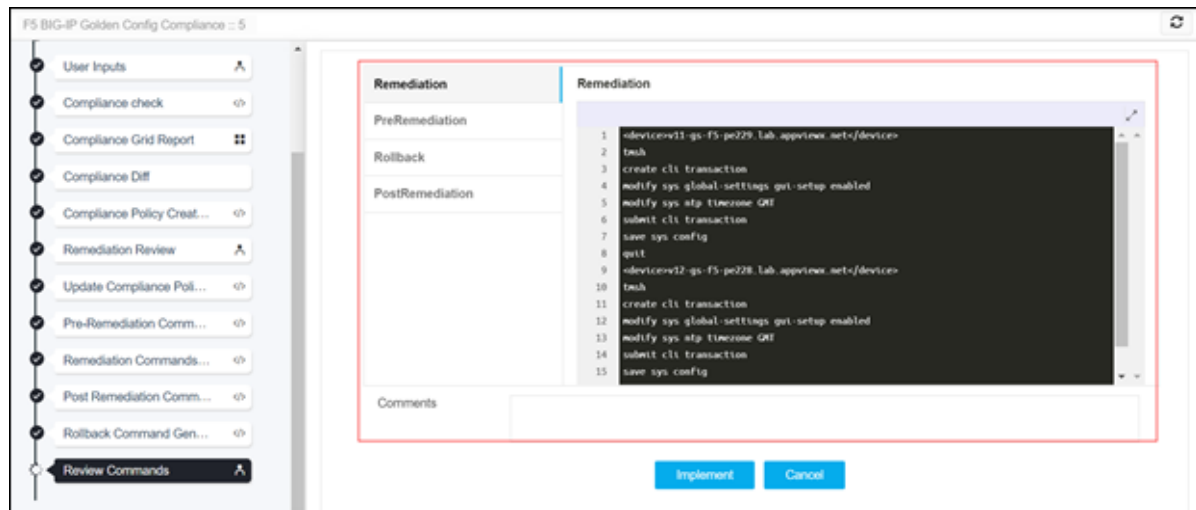 F5 BIG-IP Golden Config Compliance :: 5
User Inputs
Compliance check
Compliance Grid Report
Compliance Diff
Compliance Policy Creat...
Remediation Review
Update Compliance Poli...
Pre-Remediation Comm...
Remediation Commands...
Post Remediation Comm...
Rollback Command Gen...
Review Commands
Remediation
PreRemediation
Rollback
PostRemediation
Remediation
1 <device>v11-gs-f5-pe229.lab.appviewx.net</device>
2 tmsh
3 create cli transaction
4 modify sys global-settings gui-setup enabled
5 modify sys ntp timezone GMT
6 submit cli transaction
7 save sys config
8 quit
9 <device>v12-gs-f5-pe228.lab.appviewx.net</device>
10 tmsh
11 create cli transaction
12 modify sys global-settings gui-setup enabled
13 modify sys ntp timezone GMT
14 submit cli transaction
15 save sys config
Comments
Implement
Cancel